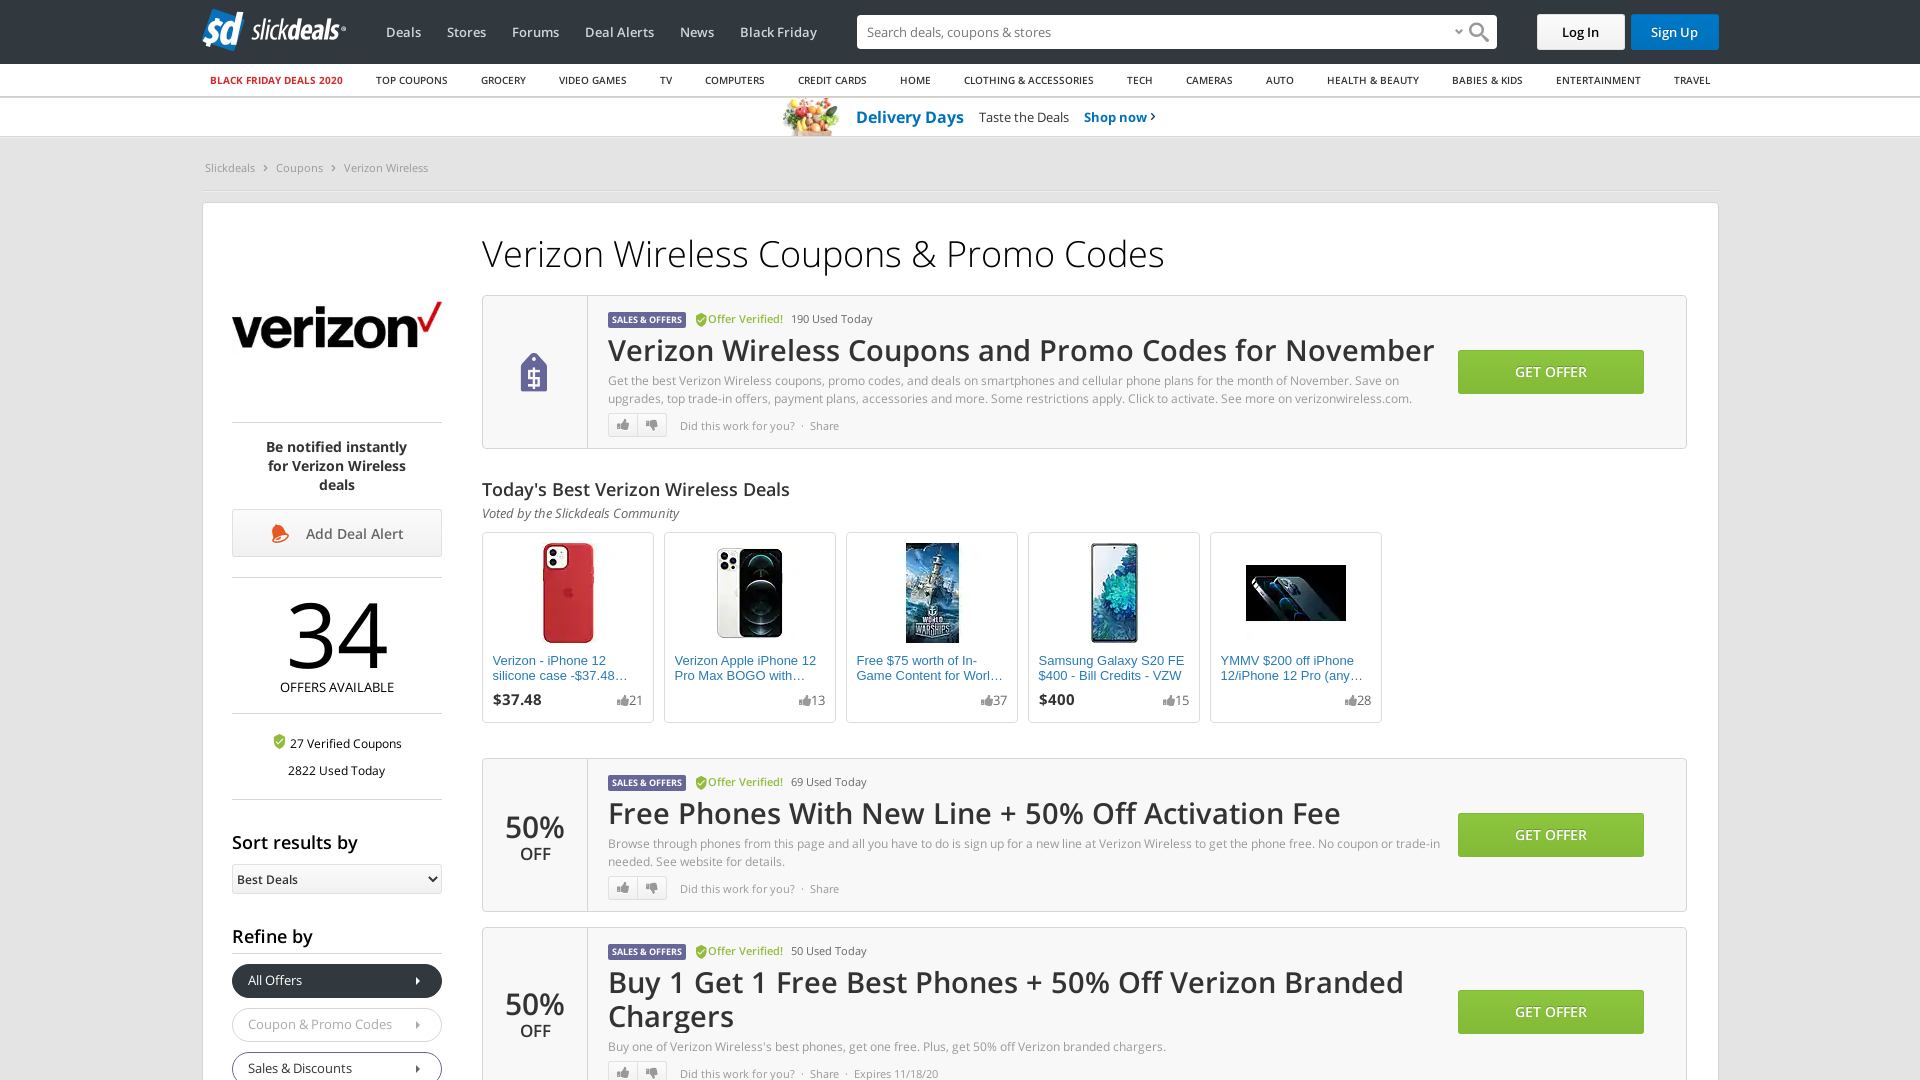 sd slickdeals
Deals
Stores
Forums
Deal Alerts
News
Black Friday
Search deals, coupons & stores
Log In
Sign Up
BLACK FRIDAY DEALS 2020
TOP COUPONS
GROCERY
VIDEO GAMES
TV
COMPUTERS
CREDIT CARDS
HOME
CLOTHING & ACCESSORIES
TECH
CAMERAS
AUTO
HEALTH & BEAUTY
BABIES & KIDS
ENTERTAINMENT
TRAVEL
Delivery Days Taste the Deals Shop now ›
Slickdeals › Coupons › Verizon Wireless
verizon✓
Be notified instantly
for Verizon Wireless
deals
Add Deal Alert
34
OFFERS AVAILABLE
27 Verified Coupons
2822 Used Today
Sort results by
Best Deals
Refine by
All Offers
Coupon & Promo Codes
Sales & Discounts
Verizon Wireless Coupons & Promo Codes
SALES & OFFERS Offer Verified! 190 Used Today
Verizon Wireless Coupons and Promo Codes for November
Get the best Verizon Wireless coupons, promo codes, and deals on smartphones and cellular phone plans for the month of November. Save on
upgrades, top trade-in offers, payment plans, accessories and more. Some restrictions apply. Click to activate. See more on verizonwireless.com.
Did this work for you? · Share
GET OFFER
Today's Best Verizon Wireless Deals
Voted by the Slickdeals Community
Verizon - iPhone 12
silicone case -$37.48…
$37.48 21
Verizon Apple iPhone 12
Pro Max BOGO with…
13
WORLD OF
WARSHIPS
Free $75 worth of In-
Game Content for Worl…
37
Samsung Galaxy S20 FE
$400 - Bill Credits - VZW
$400 15
YMMV $200 off iPhone
12/iPhone 12 Pro (any…
28
50%
OFF
SALES & OFFERS Offer Verified! 69 Used Today
Free Phones With New Line + 50% Off Activation Fee
Browse through phones from this page and all you have to do is sign up for a new line at Verizon Wireless to get the phone free. No coupon or trade-in
needed. See website for details.
Did this work for you? · Share
GET OFFER
50%
OFF
SALES & OFFERS Offer Verified! 50 Used Today
Buy 1 Get 1 Free Best Phones + 50% Off Verizon Branded
Chargers
Buy one of Verizon Wireless's best phones, get one free. Plus, get 50% off Verizon branded chargers.
Did this work for you? · Share · Expires 11/18/20
GET OFFER